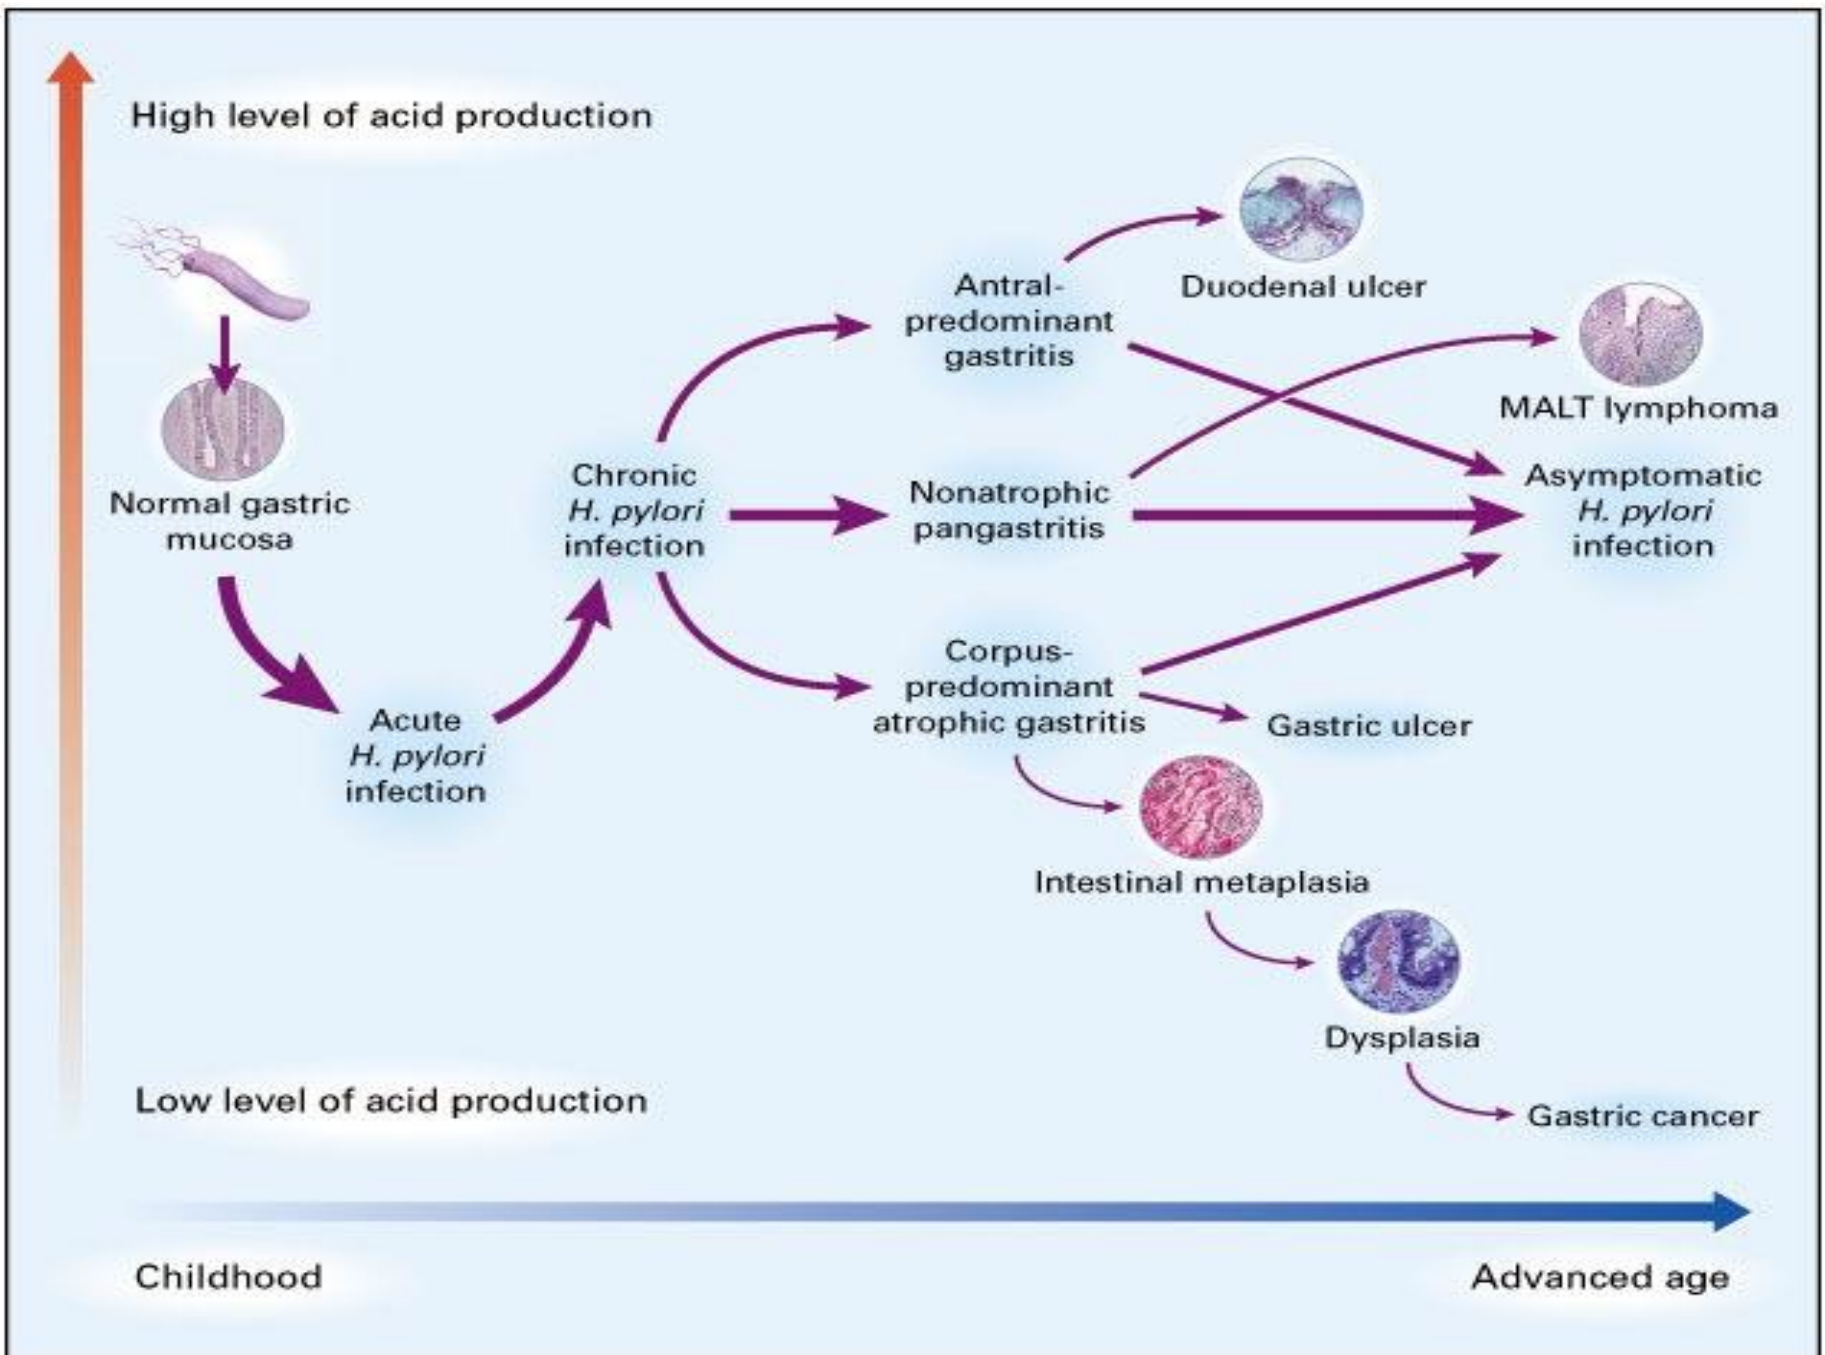 High level of acid production
Normal gastric
mucosa
Acute
H. pylori
infection
Chronic
H. pylori
infection
Antral-
predominant
gastritis
Duodenal ulcer
Nonatrophic
pangastritis
MALT lymphoma
Asymptomatic
H. pylori
infection
Corpus-
predominant
atrophic gastritis
Gastric ulcer
Intestinal metaplasia
Dysplasia
Gastric cancer
Low level of acid production
Childhood
Advanced age